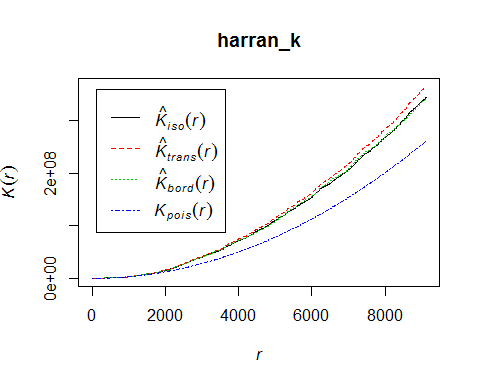 harran_k
K̂iso(r)
K̂trans(r)
K̂bord(r)
Kpois(r)
K(r)
2e+08
0e+00
0 2000 4000 6000 8000
r